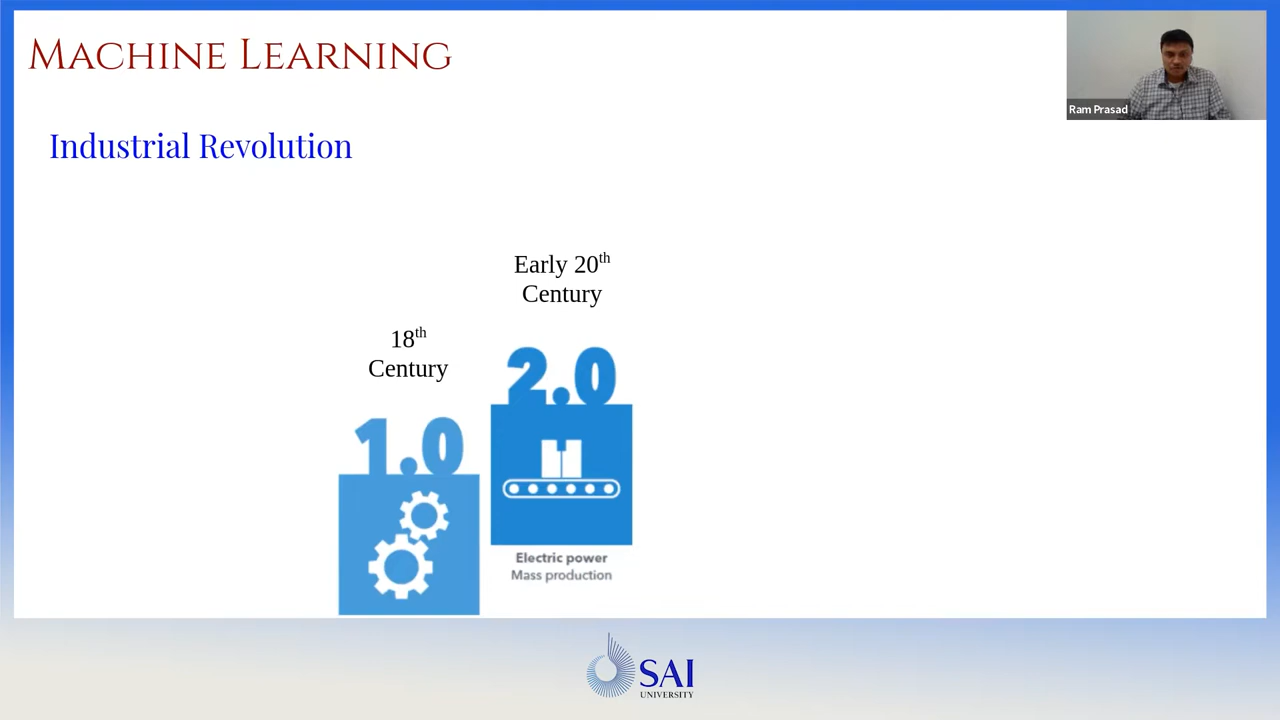 Machine Learning
Ram Prasad
Industrial Revolution
Early 20th
Century
18th
Century
2.0
1.0
Electric power
Mass production
SAI
UNIVERSITY